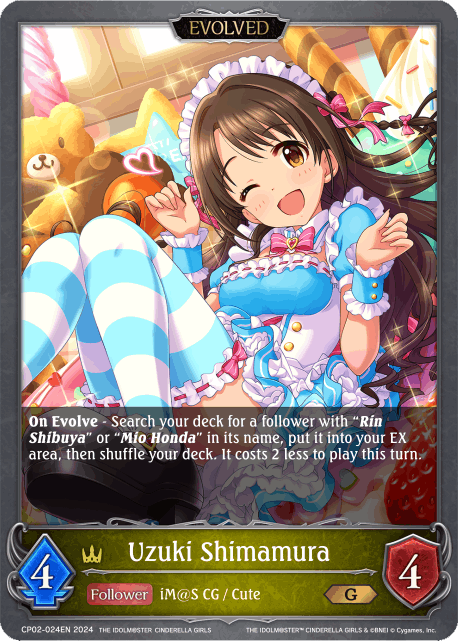 EVOLVED
On Evolve - Search your deck for a follower with “Rin
Shibuya” or “Mio Honda” in its name, put it into your EX
area, then shuffle your deck. It costs 2 less to play this turn.
Uzuki Shimamura
4
Follower
iM@S CG / Cute
G
4
CP02-024EN 2024 THE IDOLM@STER CINDERELLA GIRLS
THE IDOLM@STER™ CINDERELLA GIRLS & ©BNEI © Cygames, Inc.